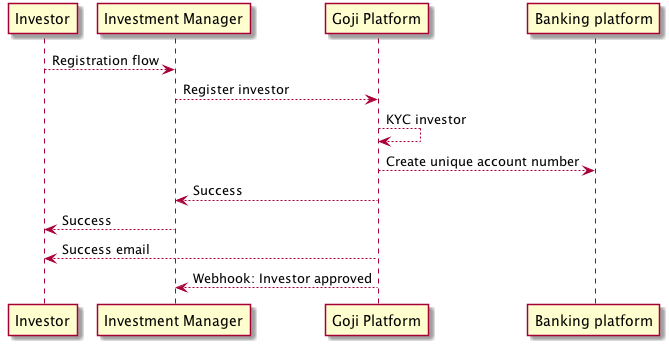 Investor
Investment Manager
Goji Platform
Banking platform
Registration flow
Register investor
KYC investor
Create unique account number
Success
Success
Success email
Webhook: Investor approved
Investor
Investment Manager
Goji Platform
Banking platform